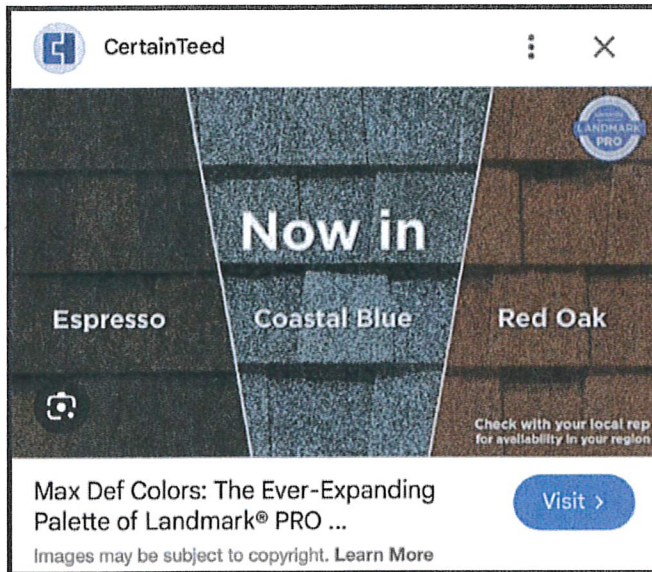 CertainTeed
LANDMARK
PRO
Now in
Espresso
Coastal Blue
Red Oak
Check with your local rep
for availability in your region
Max Def Colors: The Ever-Expanding
Palette of Landmark® PRO ...
Visit >
Images may be subject to copyright. Learn More